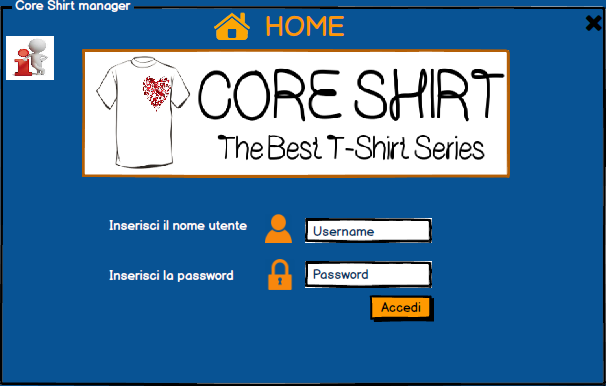 Core Shirt manager
HOME
CORE SHIRT
The Best T-Shirt Series
Inserisci il nome utente
Username
Inserisci la password
Password
Accedi